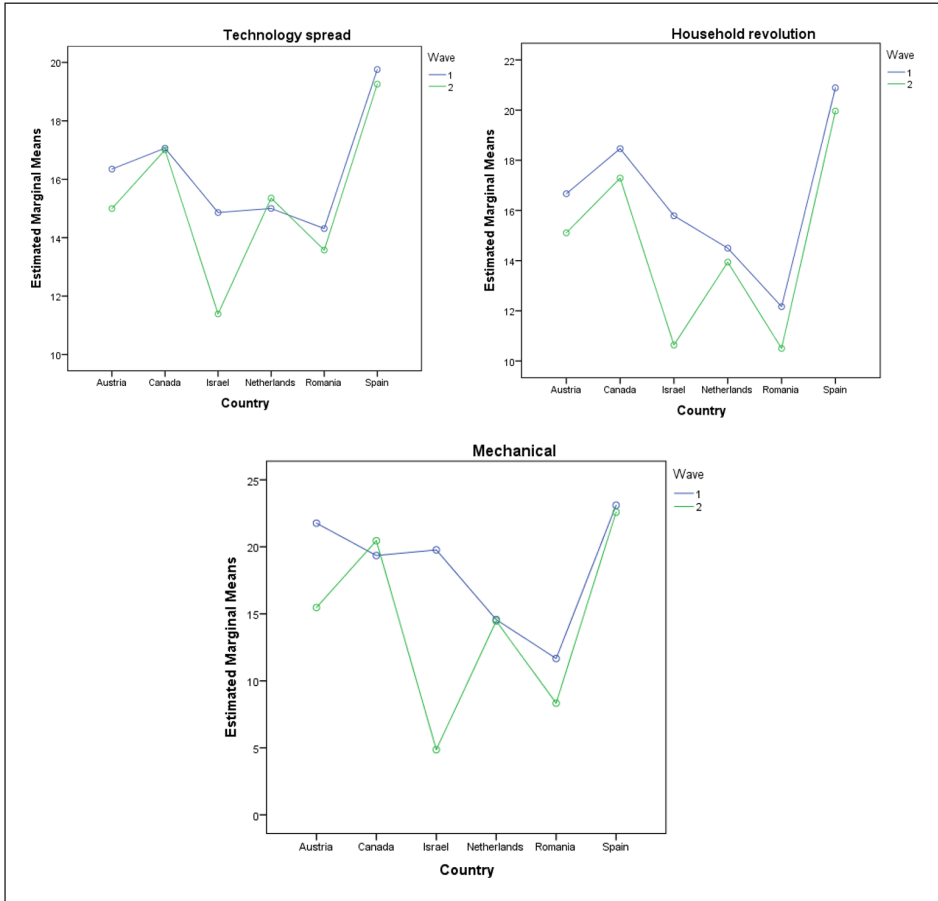 Technology spread
Wave
1
2
Estimated Marginal Means
20
18
16
14
12
10
Austria Canada Israel Netherlands Romania Spain
Country
Household revolution
Wave
1
2
Estimated Marginal Means
22
20
18
16
14
12
10
Austria Canada Israel Netherlands Romania Spain
Country
Mechanical
Wave
1
2
Estimated Marginal Means
25
20
15
10
5
0
Austria Canada Israel Netherlands Romania Spain
Country